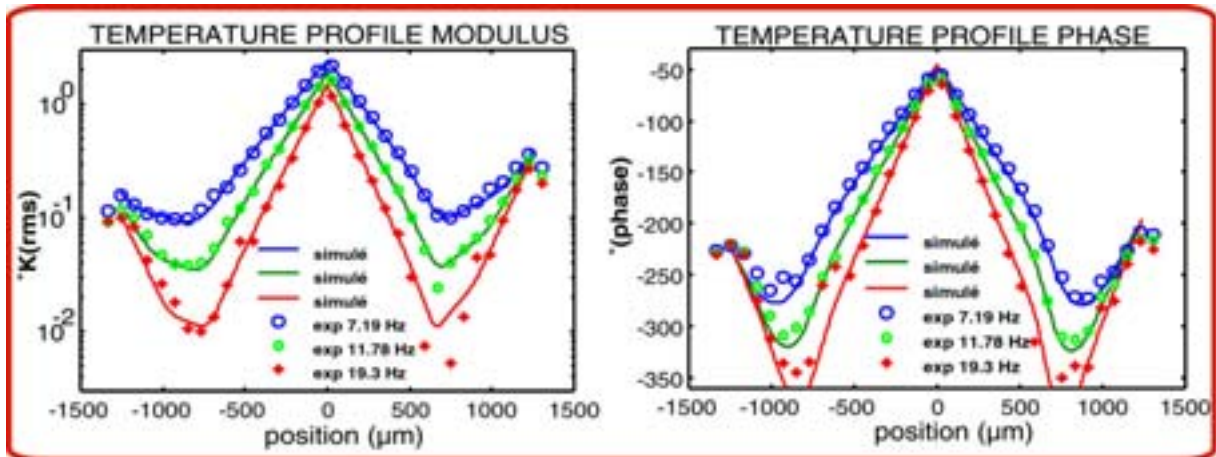 TEMPERATURE PROFILE MODULUS
10^0
10^-1
10^-2
°K(rms)
simulé
simulé
simulé
exp 7.19 Hz
exp 11.78 Hz
exp 19.3 Hz
-1500 -1000 -500 0 500 1000 1500
position (µm)
TEMPERATURE PROFILE PHASE
-50
-100
-150
-200
-250
-300
-350
°(phase)
simulé
simulé
simulé
exp 7.19 Hz
exp 11.78 Hz
exp 19.3 Hz
-1500 -1000 -500 0 500 1000 1500
position (µm)